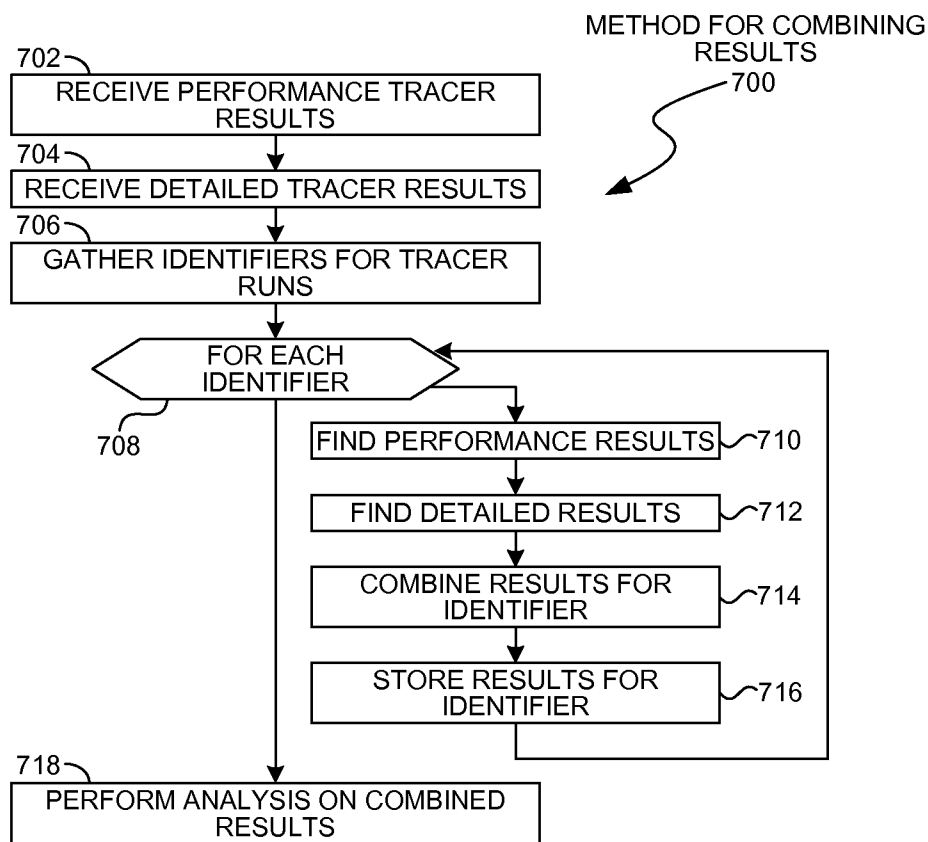 METHOD FOR COMBINING
RESULTS
700
702
RECEIVE PERFORMANCE TRACER
RESULTS
704
RECEIVE DETAILED TRACER RESULTS
706
GATHER IDENTIFIERS FOR TRACER
RUNS
FOR EACH
IDENTIFIER
708
FIND PERFORMANCE RESULTS
710
FIND DETAILED RESULTS
712
COMBINE RESULTS FOR
IDENTIFIER
714
STORE RESULTS FOR
IDENTIFIER
716
718
PERFORM ANALYSIS ON COMBINED
RESULTS